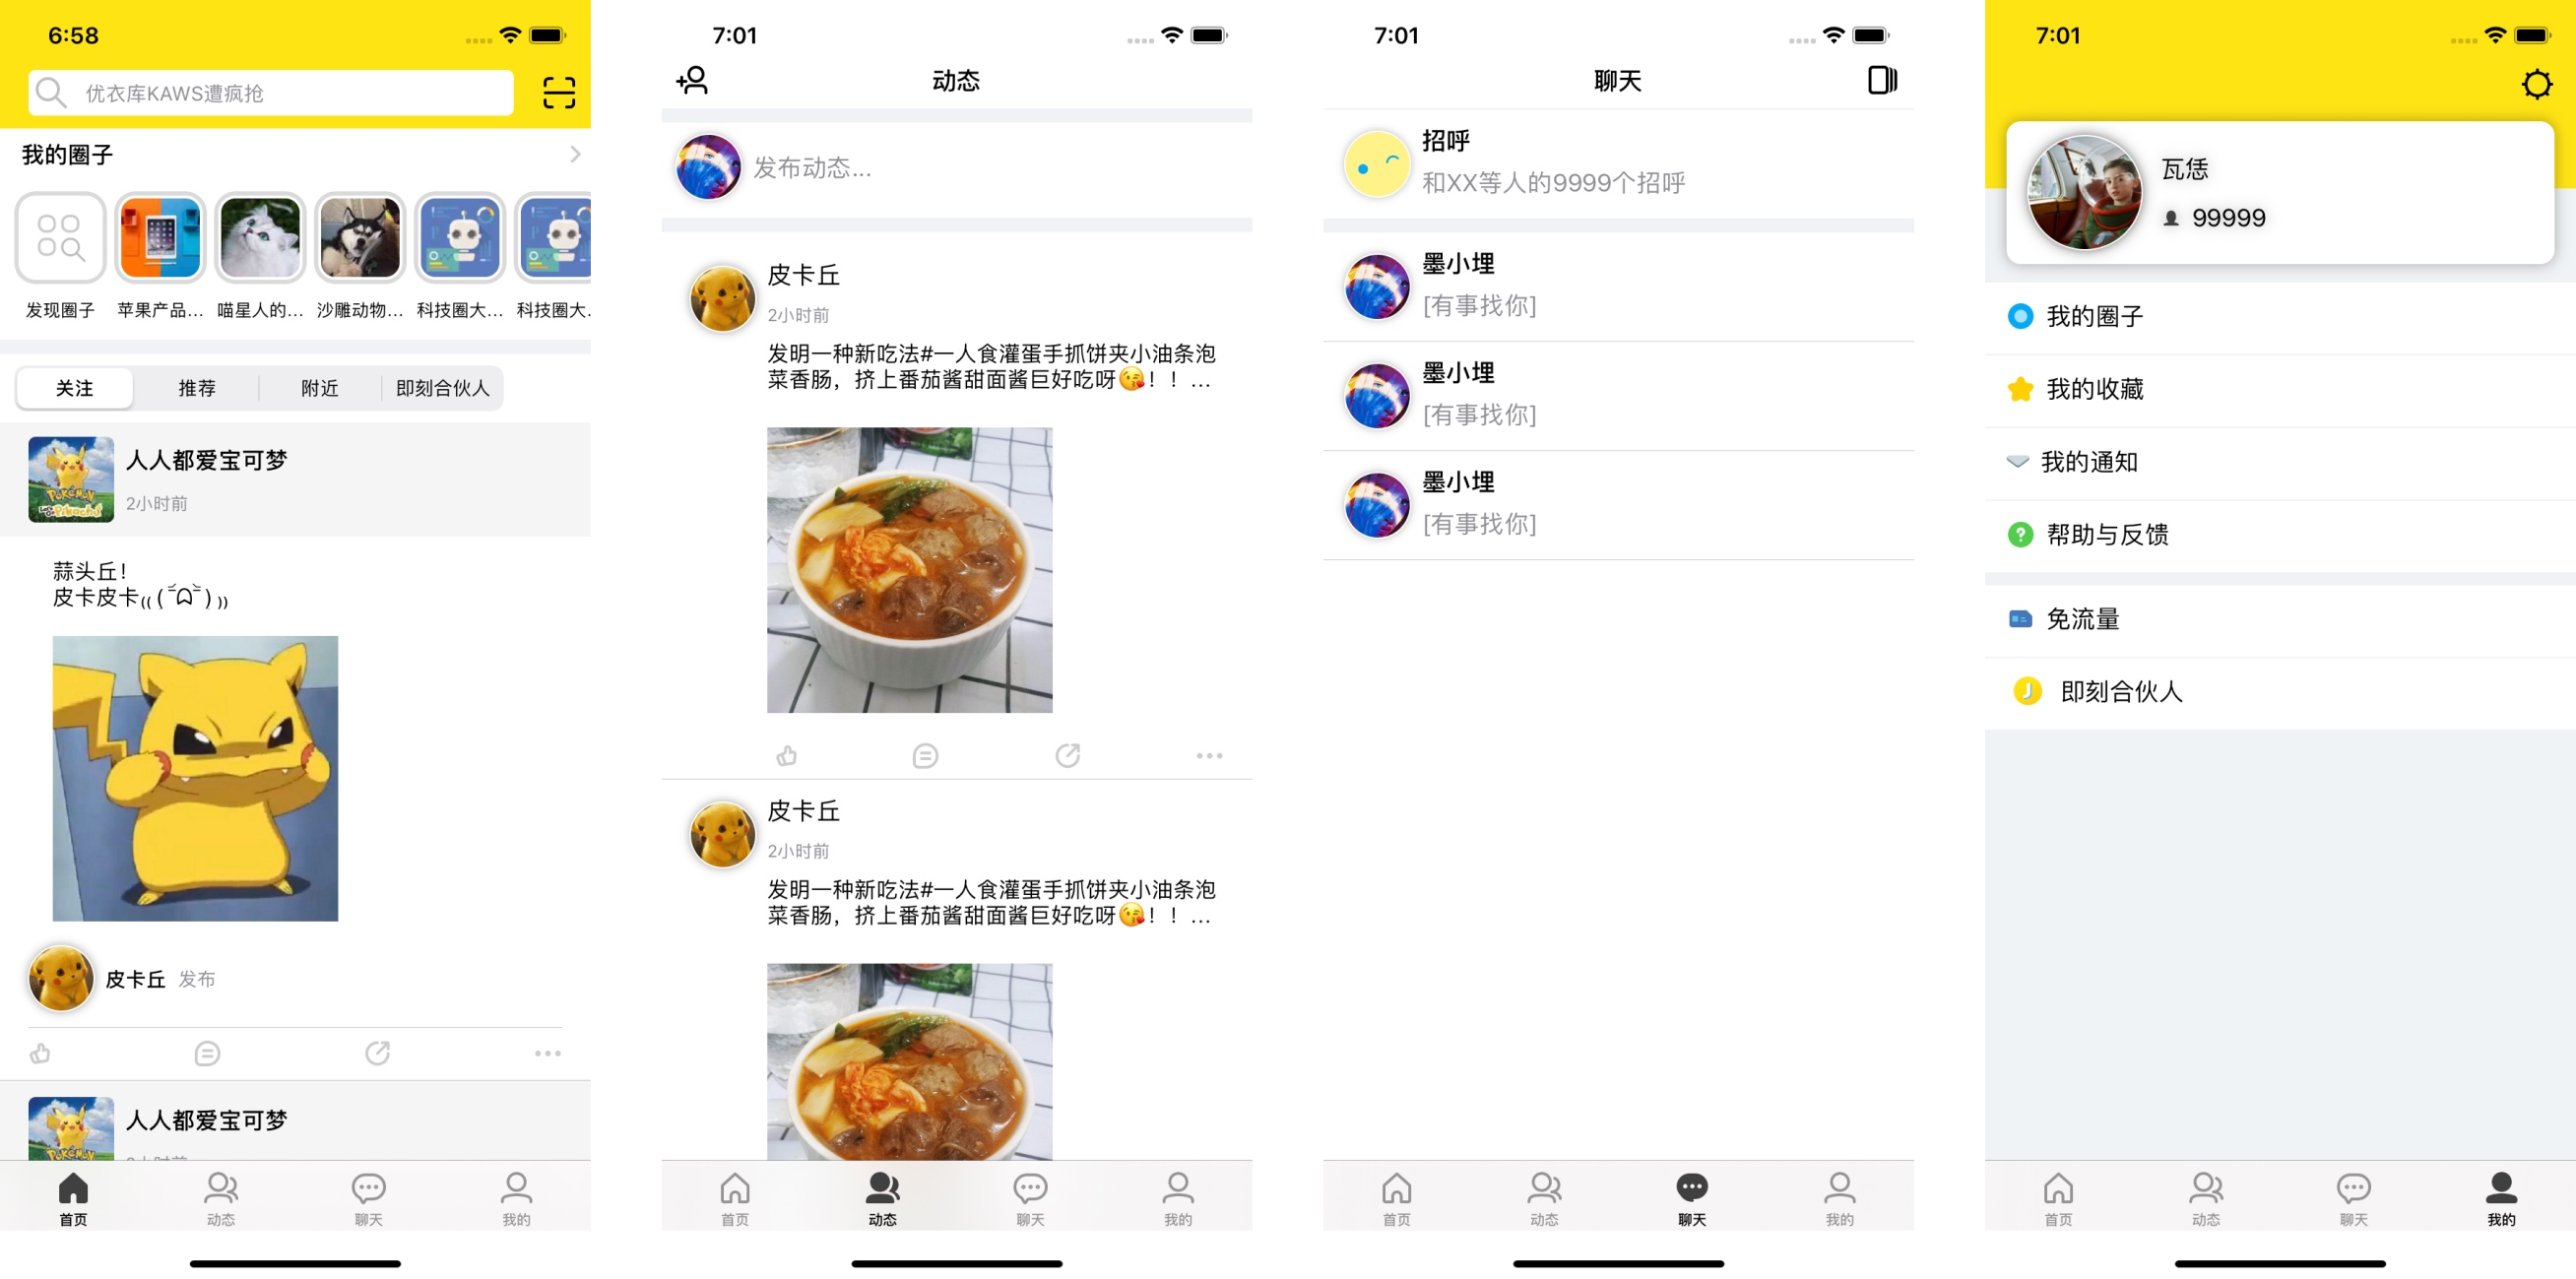 6:58
优衣库KAWS遭疯抢
我的圈子
发现圈子 苹果产品... 喵星人的... 沙雕动物... 科技圈大... 科技圈大.
关注 推荐 附近 即刻合伙人
人人都爱宝可梦
2小时前
蒜头丘！
皮卡皮卡
皮卡丘 发布
人人都爱宝可梦
首页 动态 聊天 我的
7:01
动态
发布动态...
皮卡丘
2小时前
发明一种新吃法#一人食灌蛋手抓饼夹小油条泡
菜香肠，挤上番茄酱甜面酱巨好吃呀😘！！...
皮卡丘
2小时前
发明一种新吃法#一人食灌蛋手抓饼夹小油条泡
菜香肠，挤上番茄酱甜面酱巨好吃呀😘！！...
首页 动态 聊天 我的
7:01
聊天
招呼
和XX等人的9999个招呼
墨小埋
[有事找你]
墨小埋
[有事找你]
墨小埋
[有事找你]
首页 动态 聊天 我的
7:01
瓦恁
99999
我的圈子
我的收藏
我的通知
帮助与反馈
免流量
即刻合伙人
首页 动态 聊天 我的